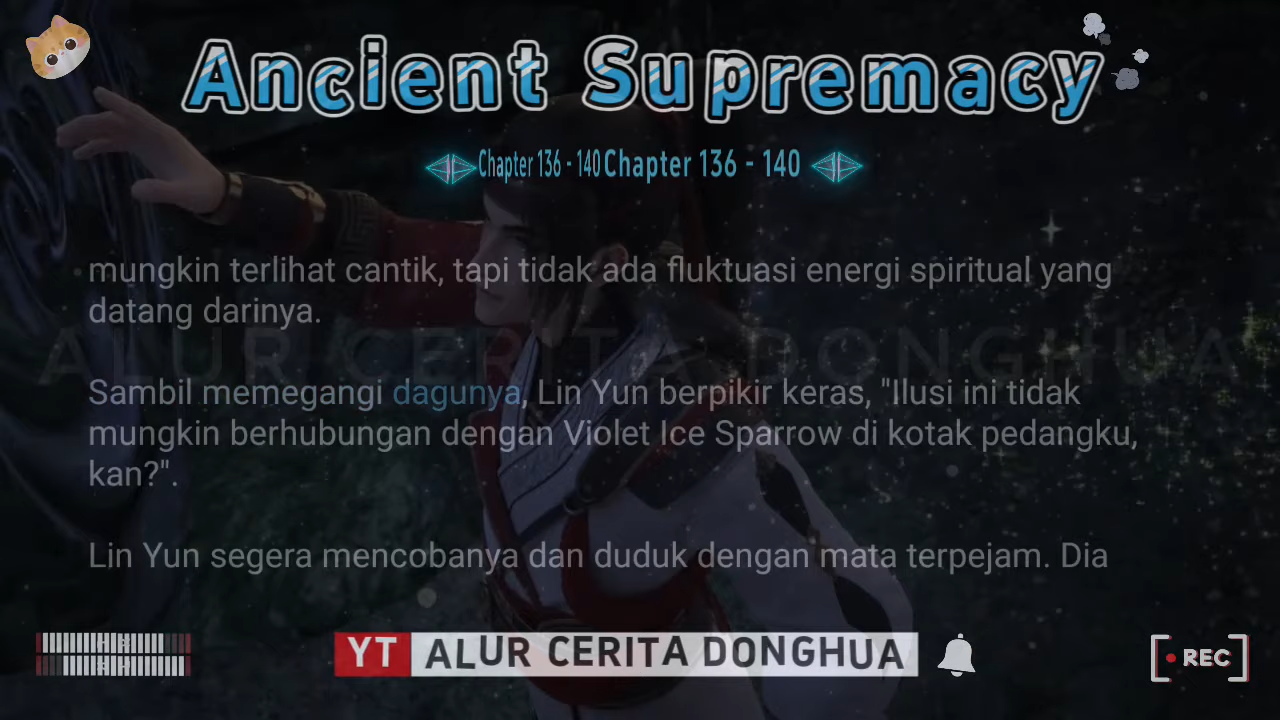 Ancient Supremacy
Chapter 136 - 140 Chapter 136 - 140
mungkin terlihat cantik, tapi tidak ada fluktuasi energi spiritual yang
datang darinya.
ALUR CERITA DONGHUA
Sambil memegangi dagunya, Lin Yun berpikir keras, "Ilusi ini tidak
mungkin berhubungan dengan Violet Ice Sparrow di kotak pedangku,
kan?".
Lin Yun segera mencobanya dan duduk dengan mata terpejam. Dia
YT ALUR CERITA DONGHUA
REC